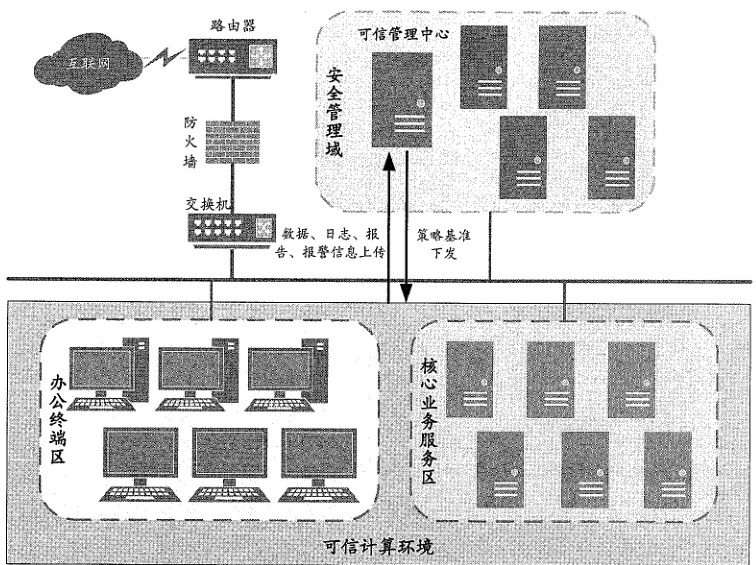 路由器
互联网
防火墙
交换机
可信管理中心
安全管理域
数据、日志、报
告、报警信息上传
策略基准
下发
办公终端区
核心业务服务区
可信计算环境